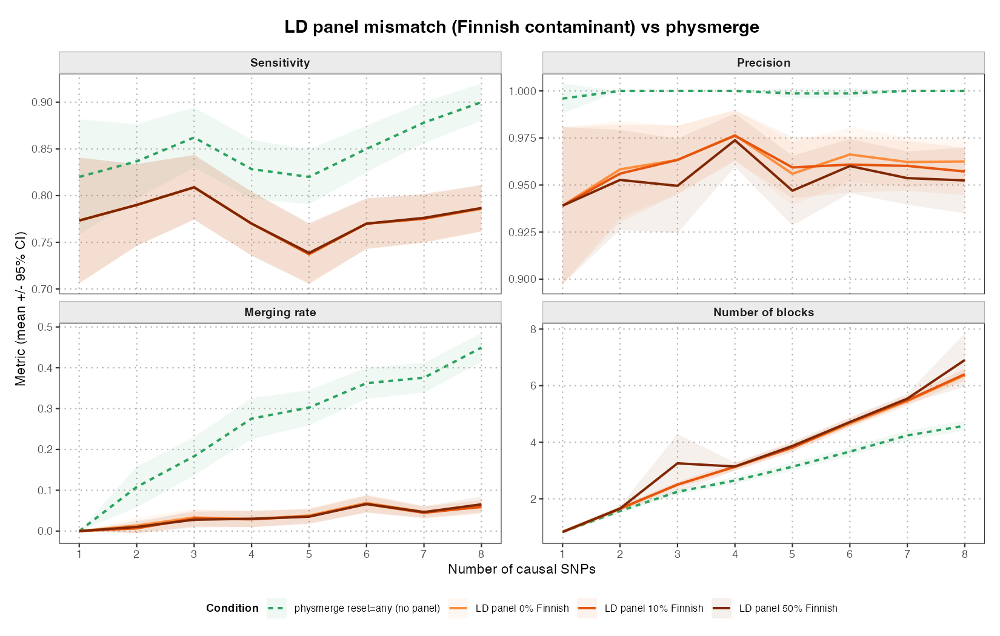 LD panel mismatch (Finnish contaminant) vs physmerge
Sensitivity
Precision
0.90
0.85
0.80
0.75
0.70
1.000
0.975
0.950
0.925
0.900
Metric (mean +/- 95% CI)
Merging rate
Number of blocks
0.5
0.4
0.3
0.2
0.1
0.0
8
6
4
2
1 2 3 4 5 6 7 8
1 2 3 4 5 6 7 8
Number of causal SNPs
Condition physmerge reset=any (no panel) LD panel 0% Finnish LD panel 10% Finnish LD panel 50% Finnish